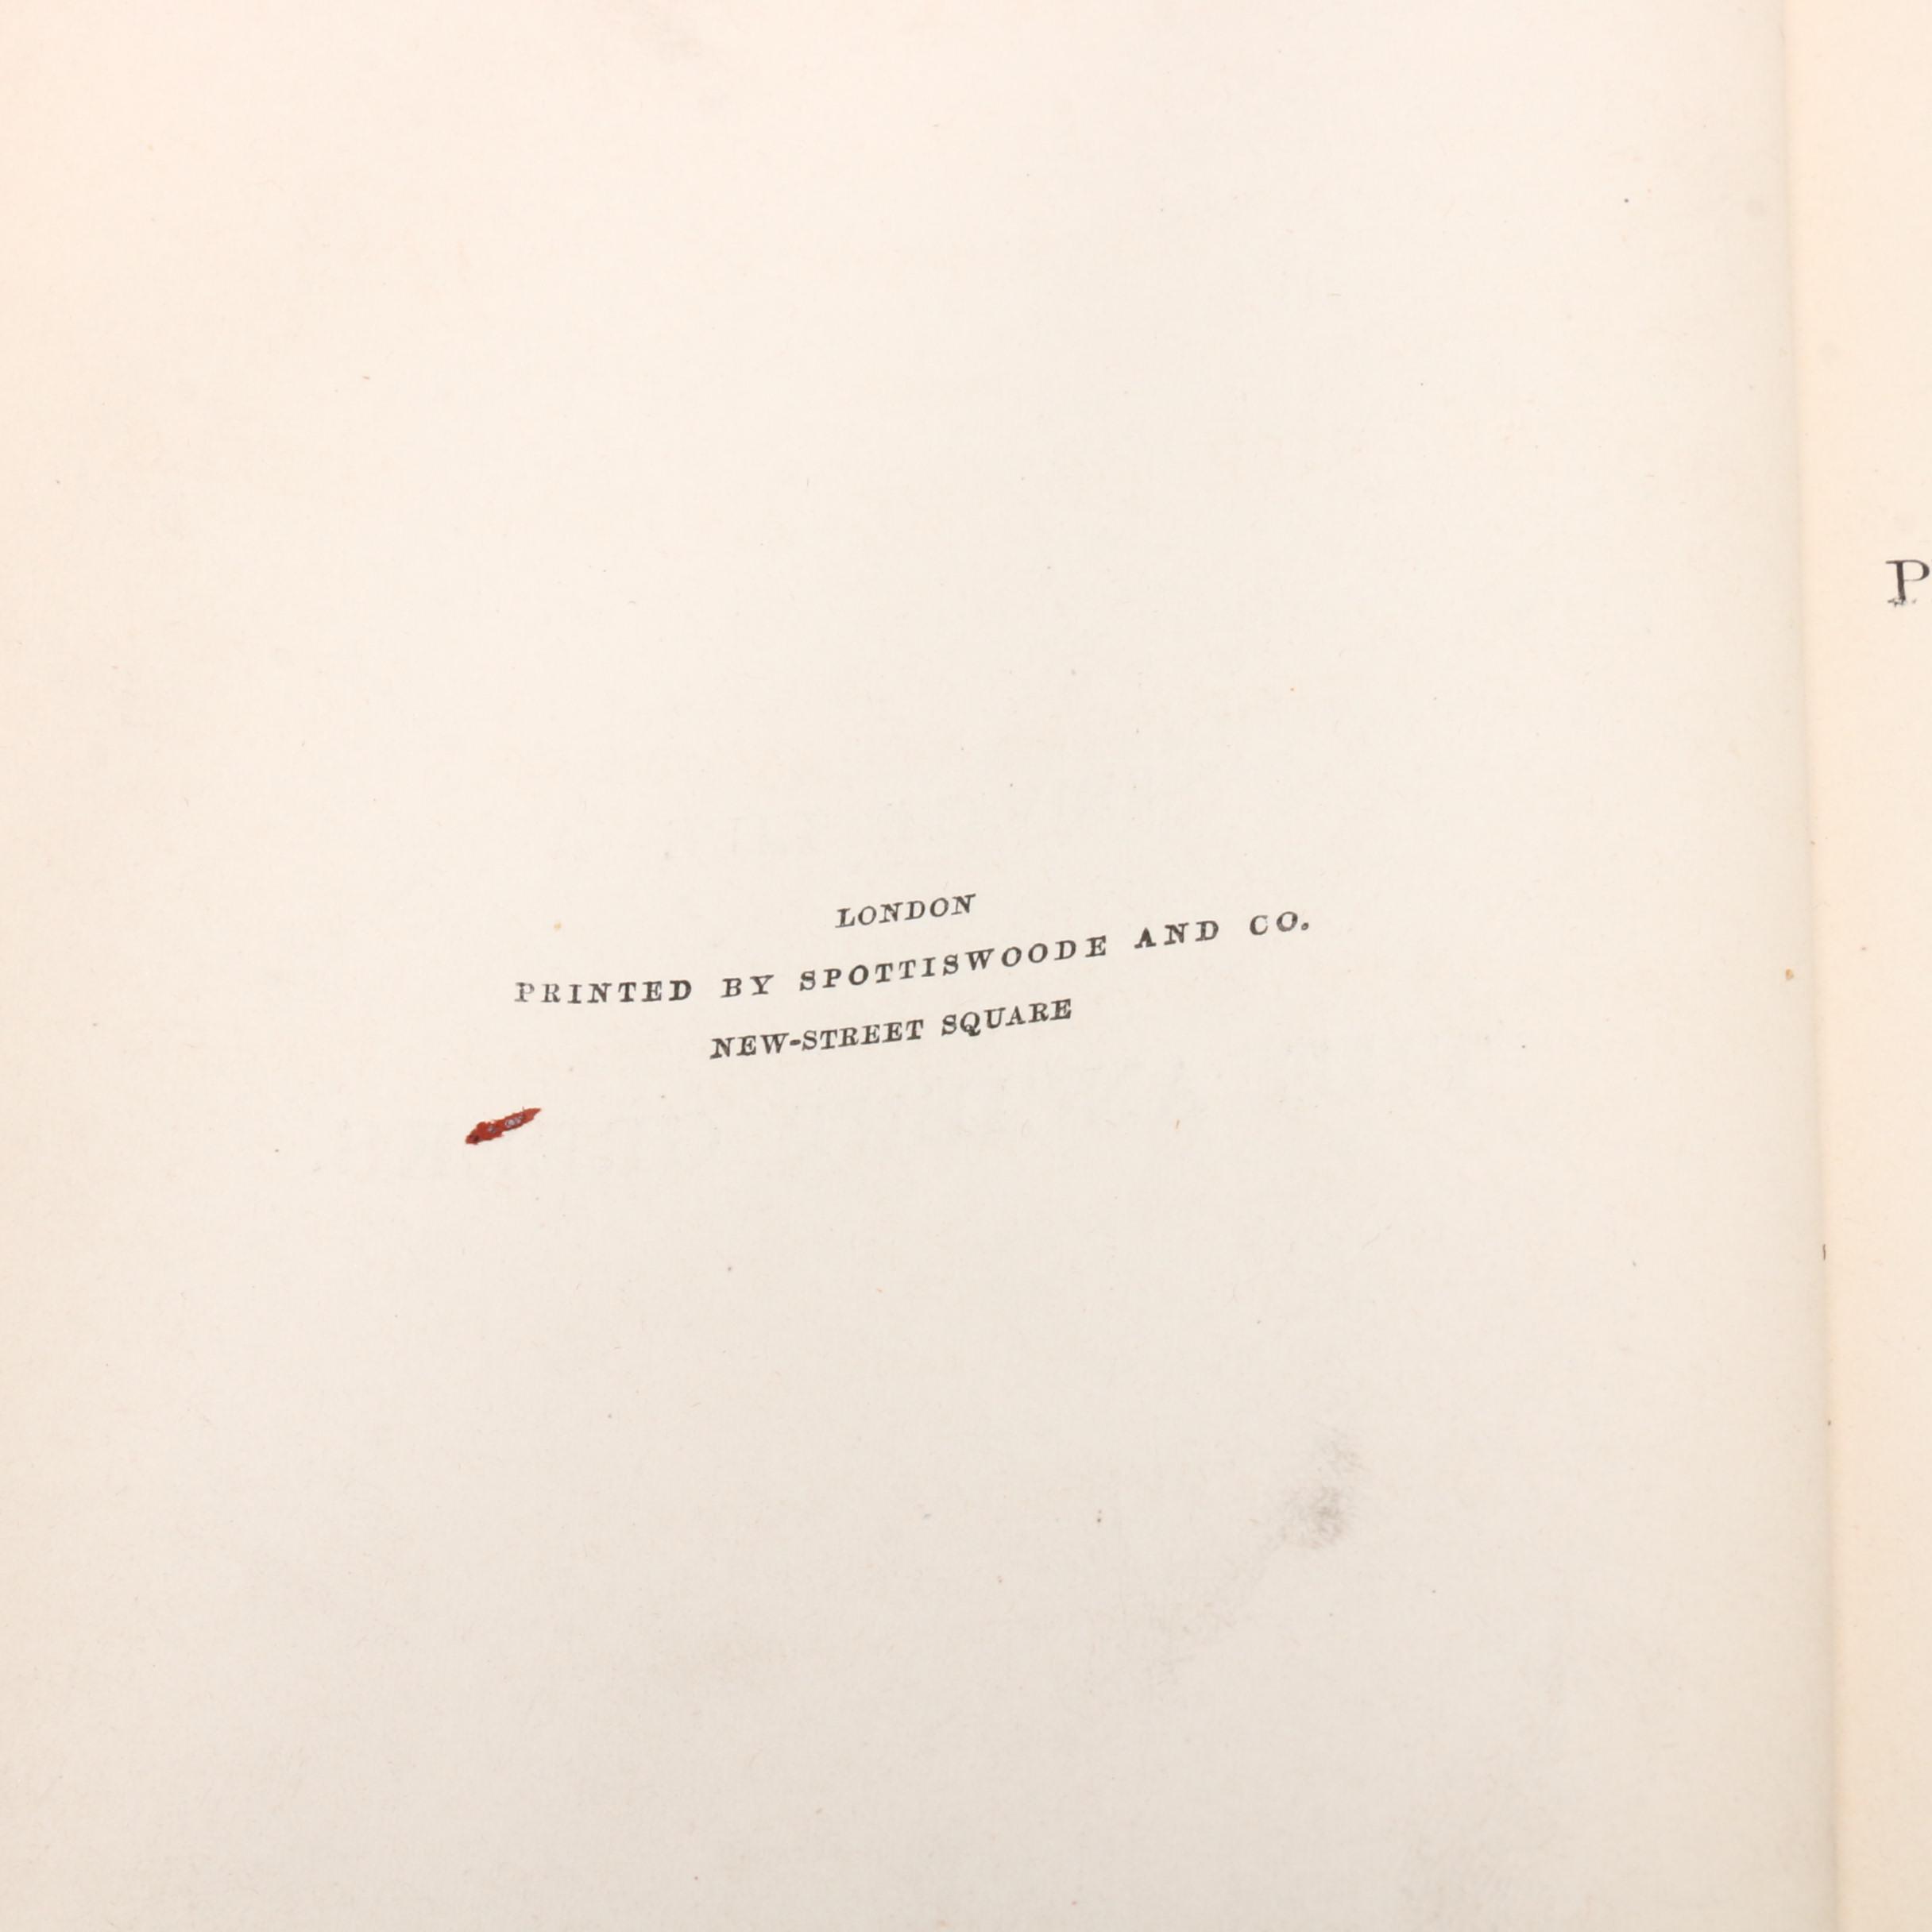 LONDON
PRINTED BY SPOTTISWOODE AND CO.
NEW-STREET SQUARE
P